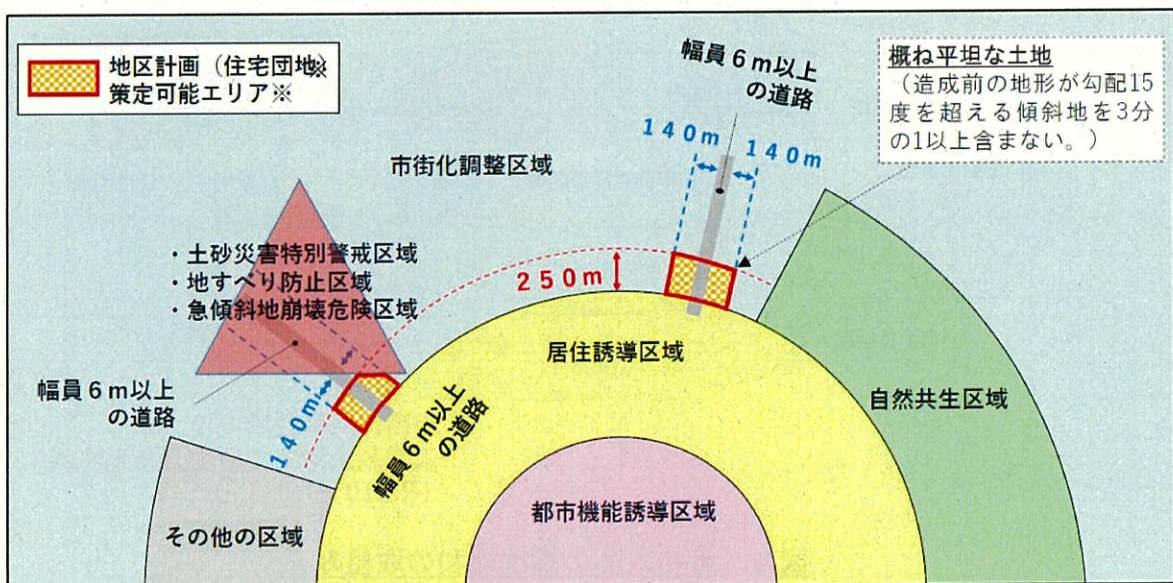 地区計画（住宅団地※
策定可能エリア※
幅員６ｍ以上
の道路
概ね平坦な土地
（造成前の地形が勾配15
度を超える傾斜地を3分
の1以上含まない。）
140m
140m
市街化調整区域
・土砂災害特別警戒区域
・地すべり防止区域
・急傾斜地崩壊危険区域
250m
居住誘導区域
幅員６ｍ以上
の道路
140m
幅員６ｍ以上
の道路
自然共生区域
都市機能誘導区域
その他の区域